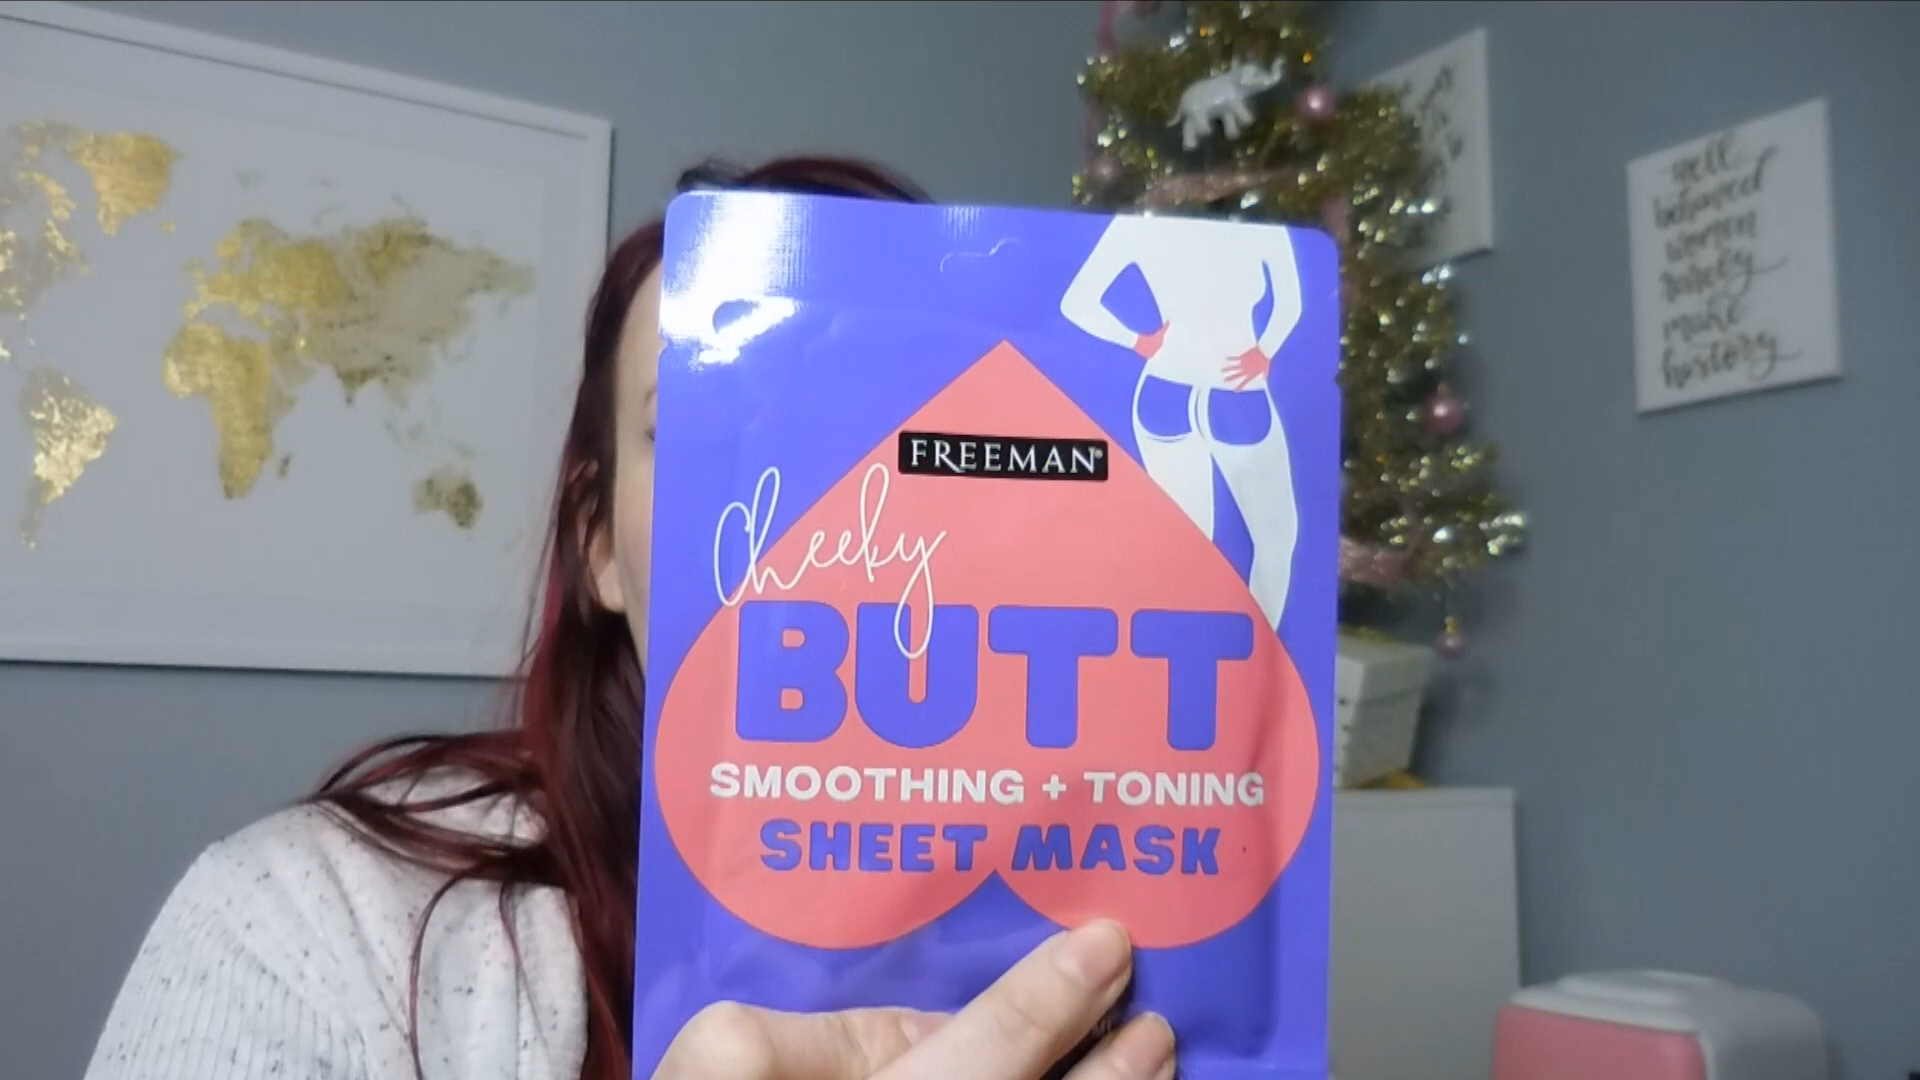 FREEMAN
Cheeky
BUTT
SMOOTHING + TONING
SHEET MASK
well
behaved
women
rarely
make
history